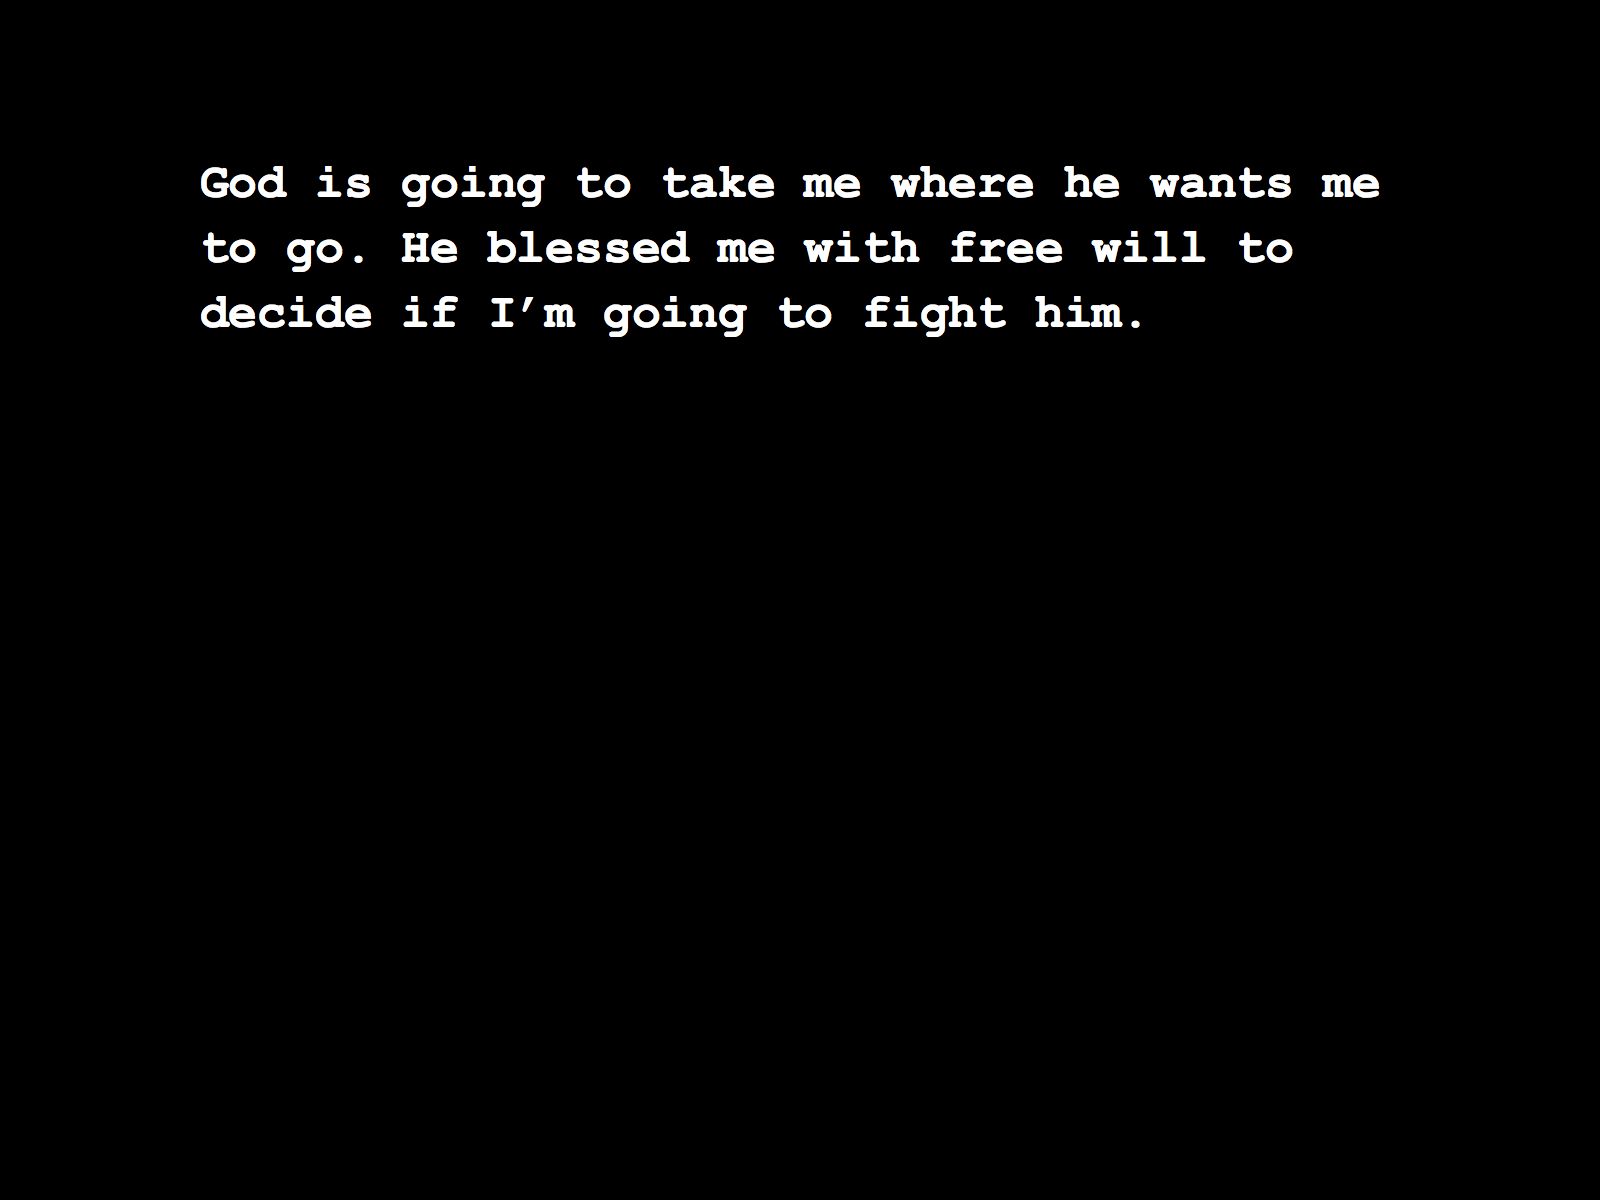 God is going to take me where he wants me
to go. He blessed me with free will to
decide if I’m going to fight him.